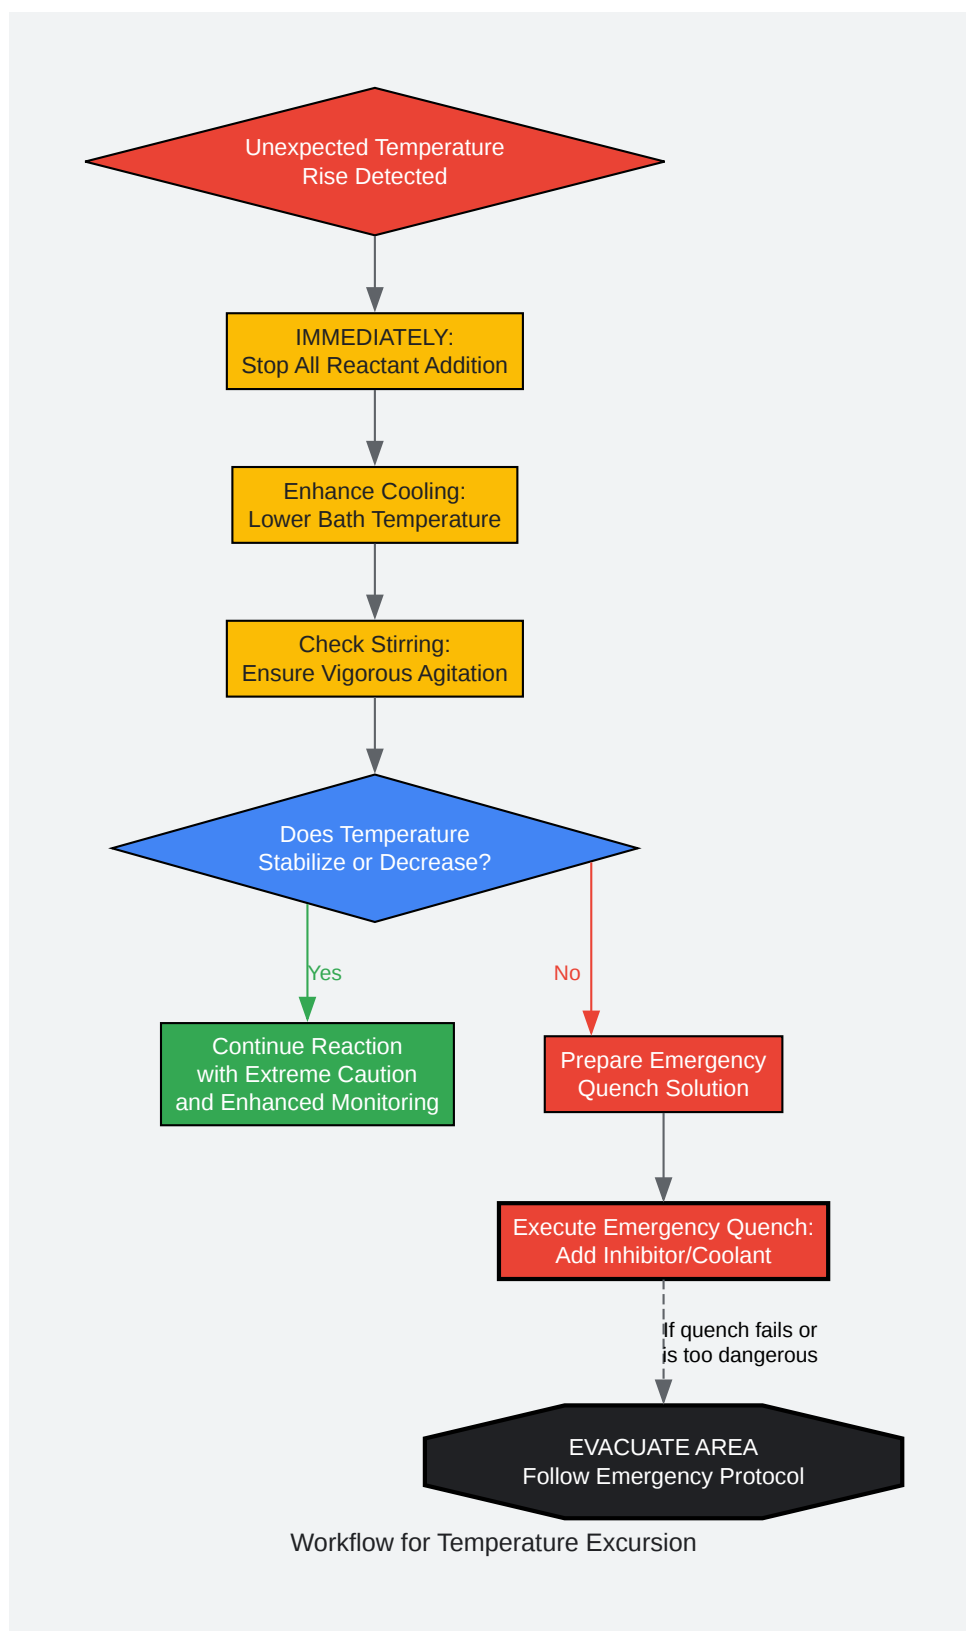 Unexpected Temperature
Rise Detected
IMMEDIATELY:
Stop All Reactant Addition
Enhance Cooling:
Lower Bath Temperature
Check Stirring:
Ensure Vigorous Agitation
Does Temperature
Stabilize or Decrease?
Yes
No
Continue Reaction
with Extreme Caution
and Enhanced Monitoring
Prepare Emergency
Quench Solution
Execute Emergency Quench:
Add Inhibitor/Coolant
If quench fails or
is too dangerous
EVACUATE AREA
Follow Emergency Protocol
Workflow for Temperature Excursion